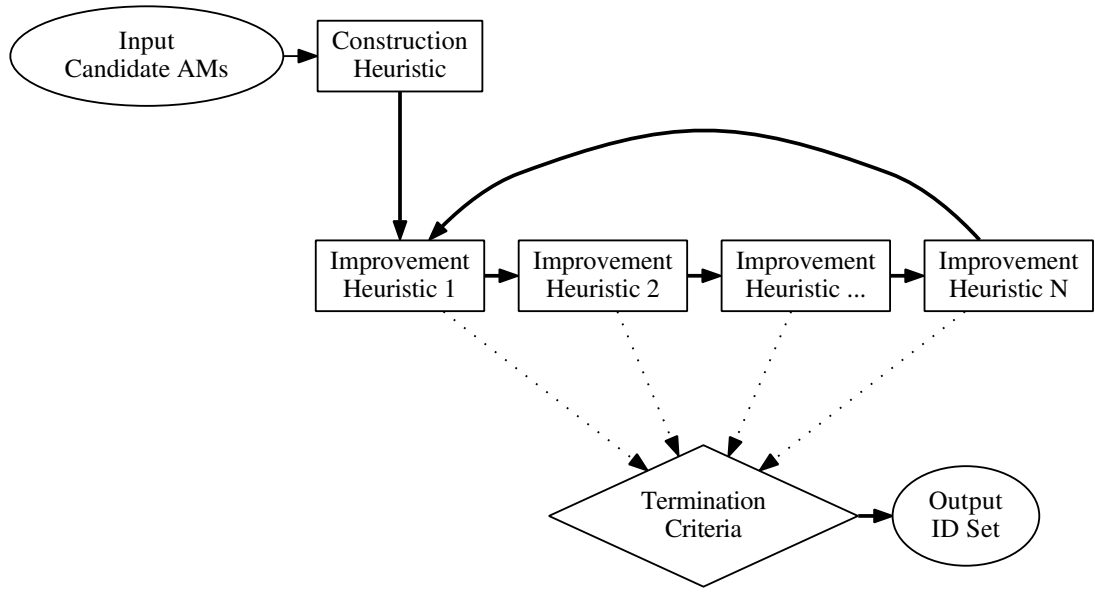 Input
Candidate AMs
Construction
Heuristic
Improvement
Heuristic 1
Improvement
Heuristic 2
Improvement
Heuristic ...
Improvement
Heuristic N
Termination
Criteria
Output
ID Set